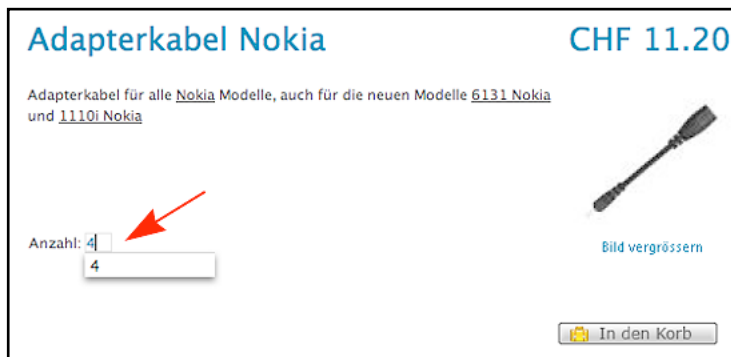 Adapterkabel Nokia
CHF 11.20
Adapterkabel für alle Nokia Modelle, auch für die neuen Modelle 6131 Nokia
und 1110i Nokia
Anzahl: 4
4
Bild vergrössern
In den Korb